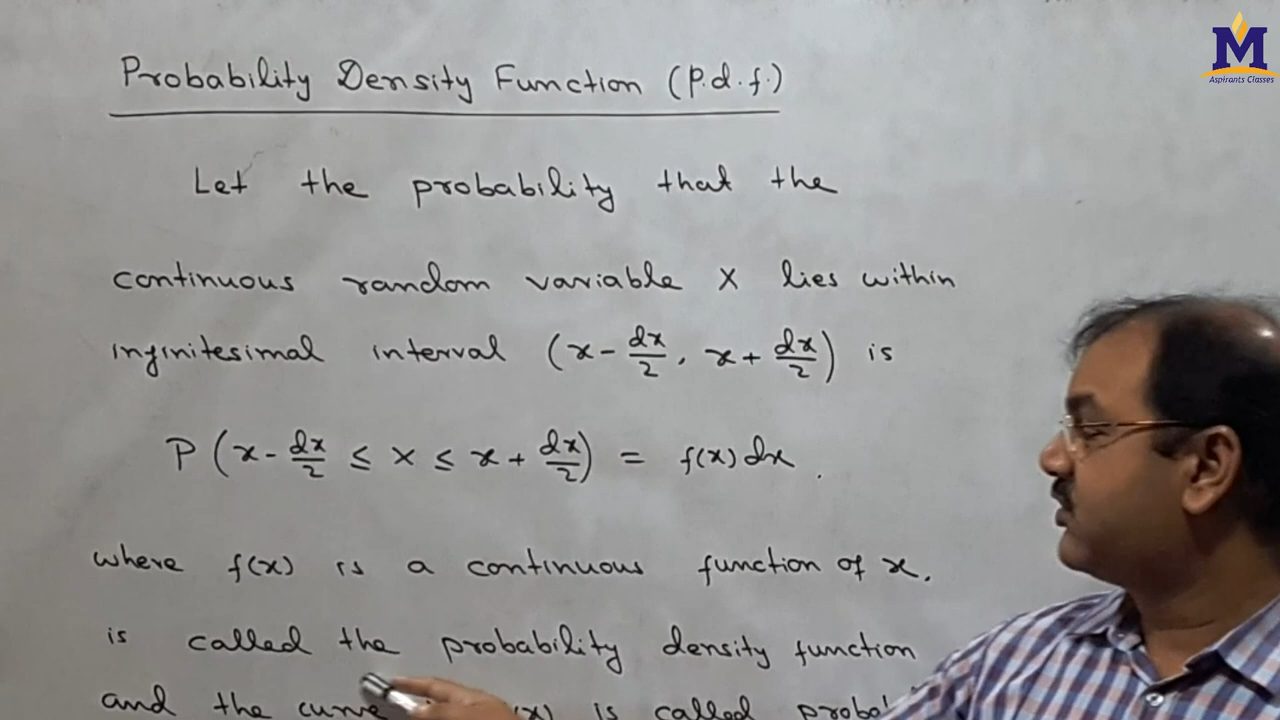 Probability Density Function (p.d.f.)
Let the probability that the
continuous random variable X lies within
infinitesimal interval (x - dx/2, x + dx/2) is
P (x - dx/2 ≤ X ≤ x + dx/2) = f(x) dx.
where f(x) is a continuous function of x,
is called the probability density function
and the curve (x) is called
M
Aspirants Classes